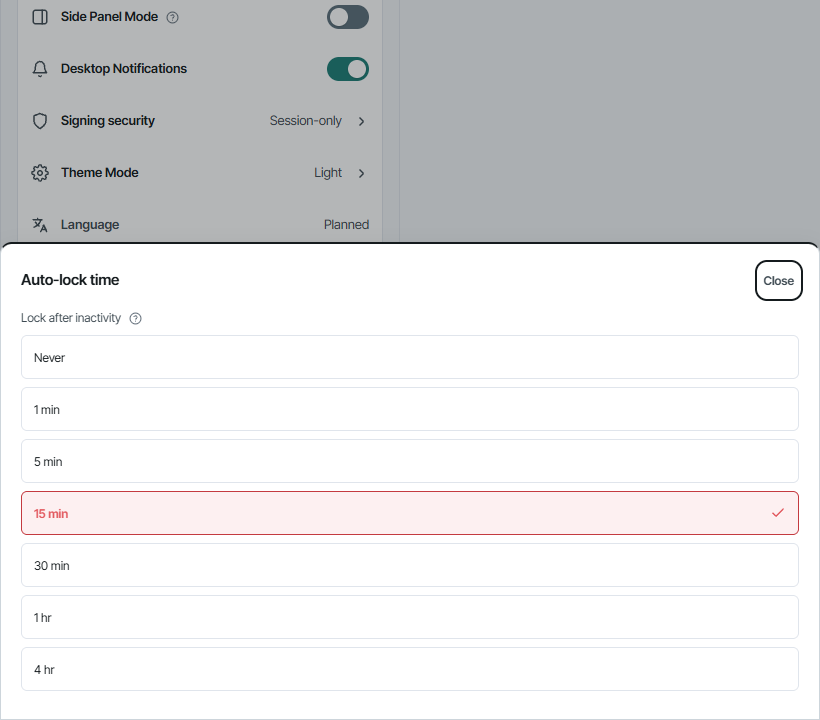 Side Panel Mode
Desktop Notifications
Signing security Session-only
Theme Mode Light
Language Planned
Auto-lock time
Close
Lock after inactivity
Never
1 min
5 min
15 min
30 min
1 hr
4 hr